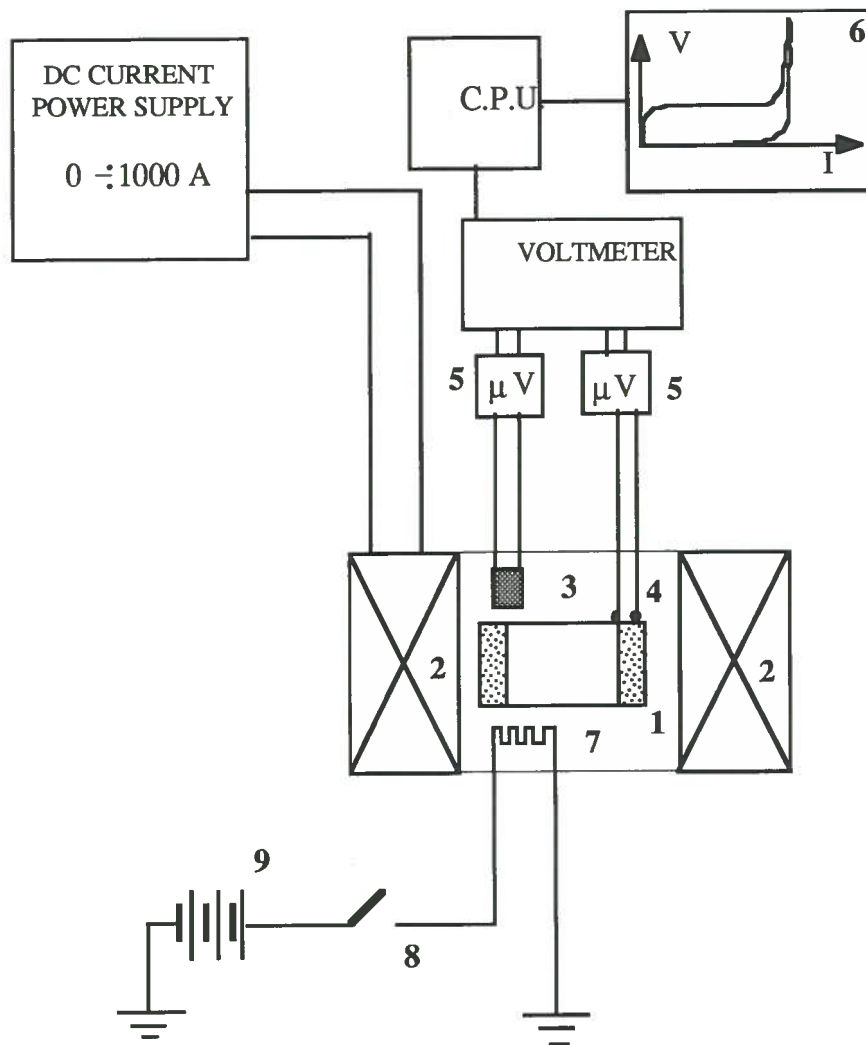 DC CURRENT
POWER SUPPLY
0 ÷ 1000 A
C.P.U
6
V
I
VOLTMETER
5
μ V
μ V
5
3
4
2
2
1
7
9
8